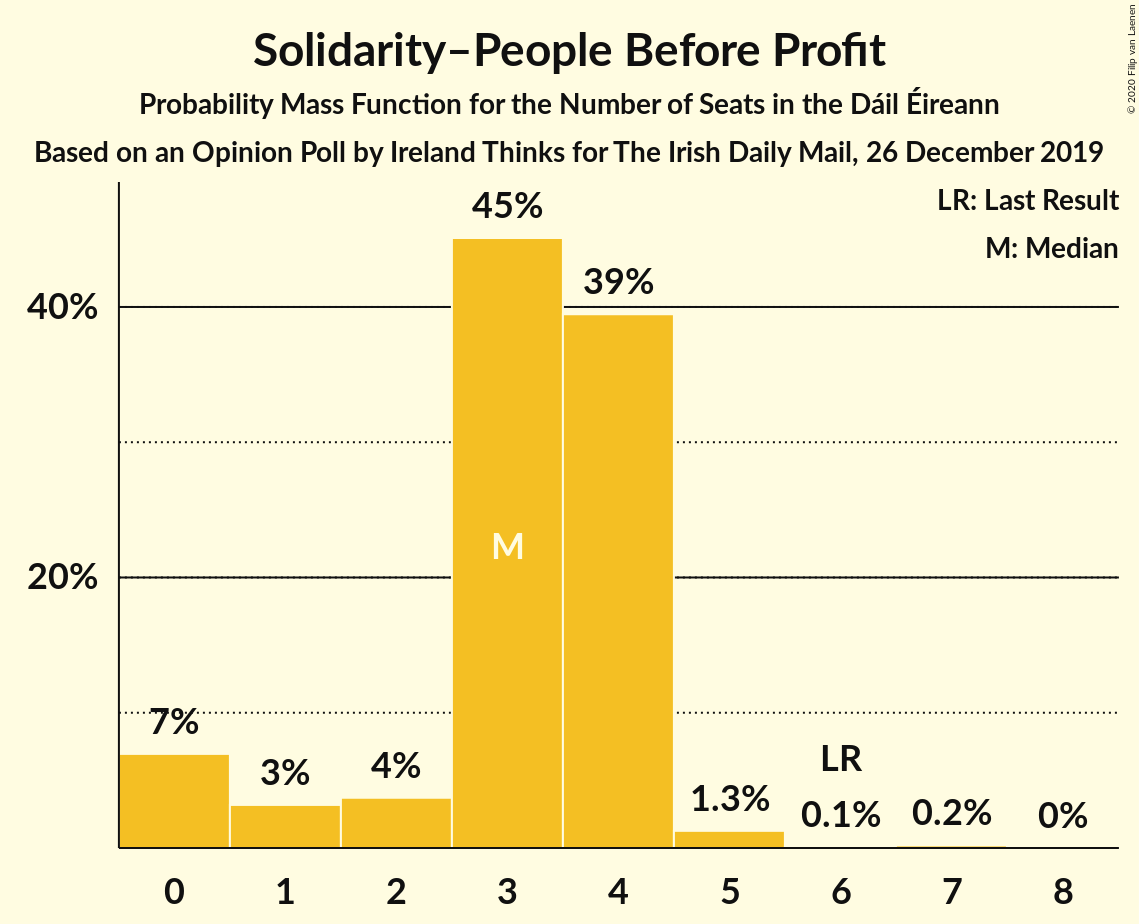 Solidarity–People Before Profit
Probability Mass Function for the Number of Seats in the Dáil Éireann
Based on an Opinion Poll by Ireland Thinks for The Irish Daily Mail, 26 December 2019
© 2020 Filip van Laenen
LR: Last Result
M: Median
45%
39%
40%
M
20%
7%
3%
4%
1.3%
LR
0.1%
0.2%
0%
0 1 2 3 4 5 6 7 8